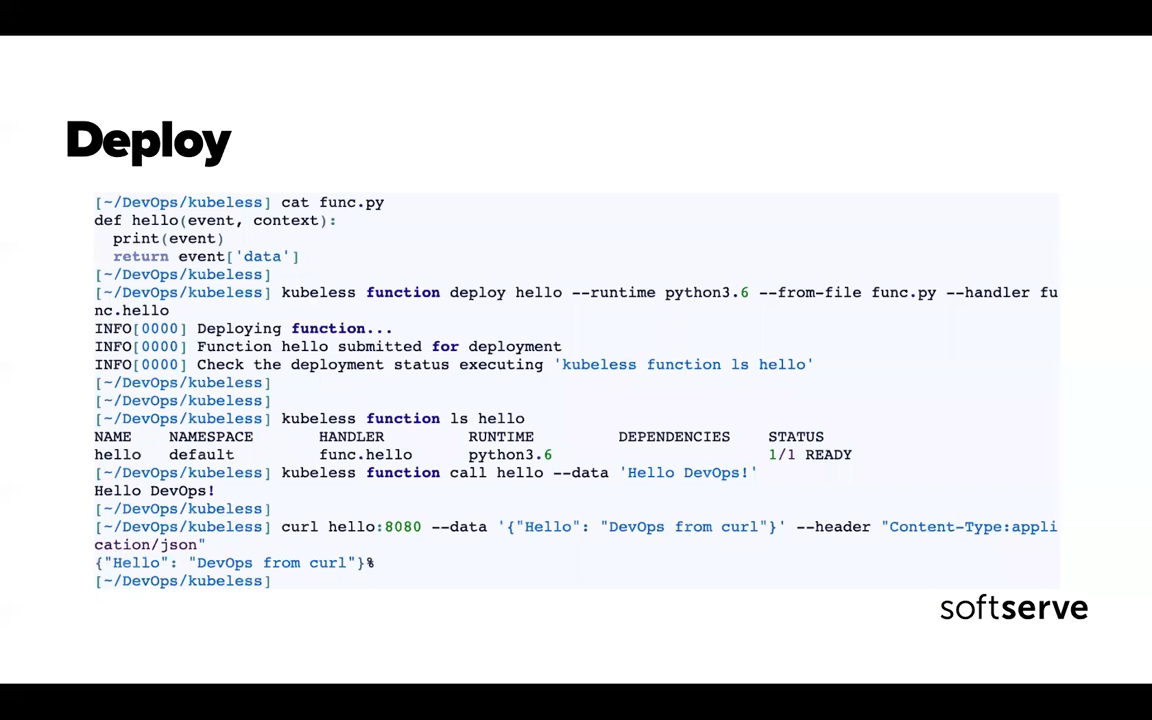 Deploy
[~/DevOps/kubeless] cat func.py
def hello(event, context):
  print(event)
  return event['data']
[~/DevOps/kubeless]
[~/DevOps/kubeless] kubeless function deploy hello --runtime python3.6 --from-file func.py --handler fu
nc.hello
INFO[0000] Deploying function...
INFO[0000] Function hello submitted for deployment
INFO[0000] Check the deployment status executing 'kubeless function ls hello'
[~/DevOps/kubeless]
[~/DevOps/kubeless]
[~/DevOps/kubeless] kubeless function ls hello
NAME    NAMESPACE       HANDLER         RUNTIME         DEPENDENCIES    STATUS
hello   default         func.hello      python3.6                       1/1 READY
[~/DevOps/kubeless] kubeless function call hello --data 'Hello DevOps!'
Hello DevOps!
[~/DevOps/kubeless]
[~/DevOps/kubeless] curl hello:8080 --data '{"Hello": "DevOps from curl"}' --header "Content-Type:appli
cation/json"
{"Hello": "DevOps from curl"}%
[~/DevOps/kubeless]
softserve